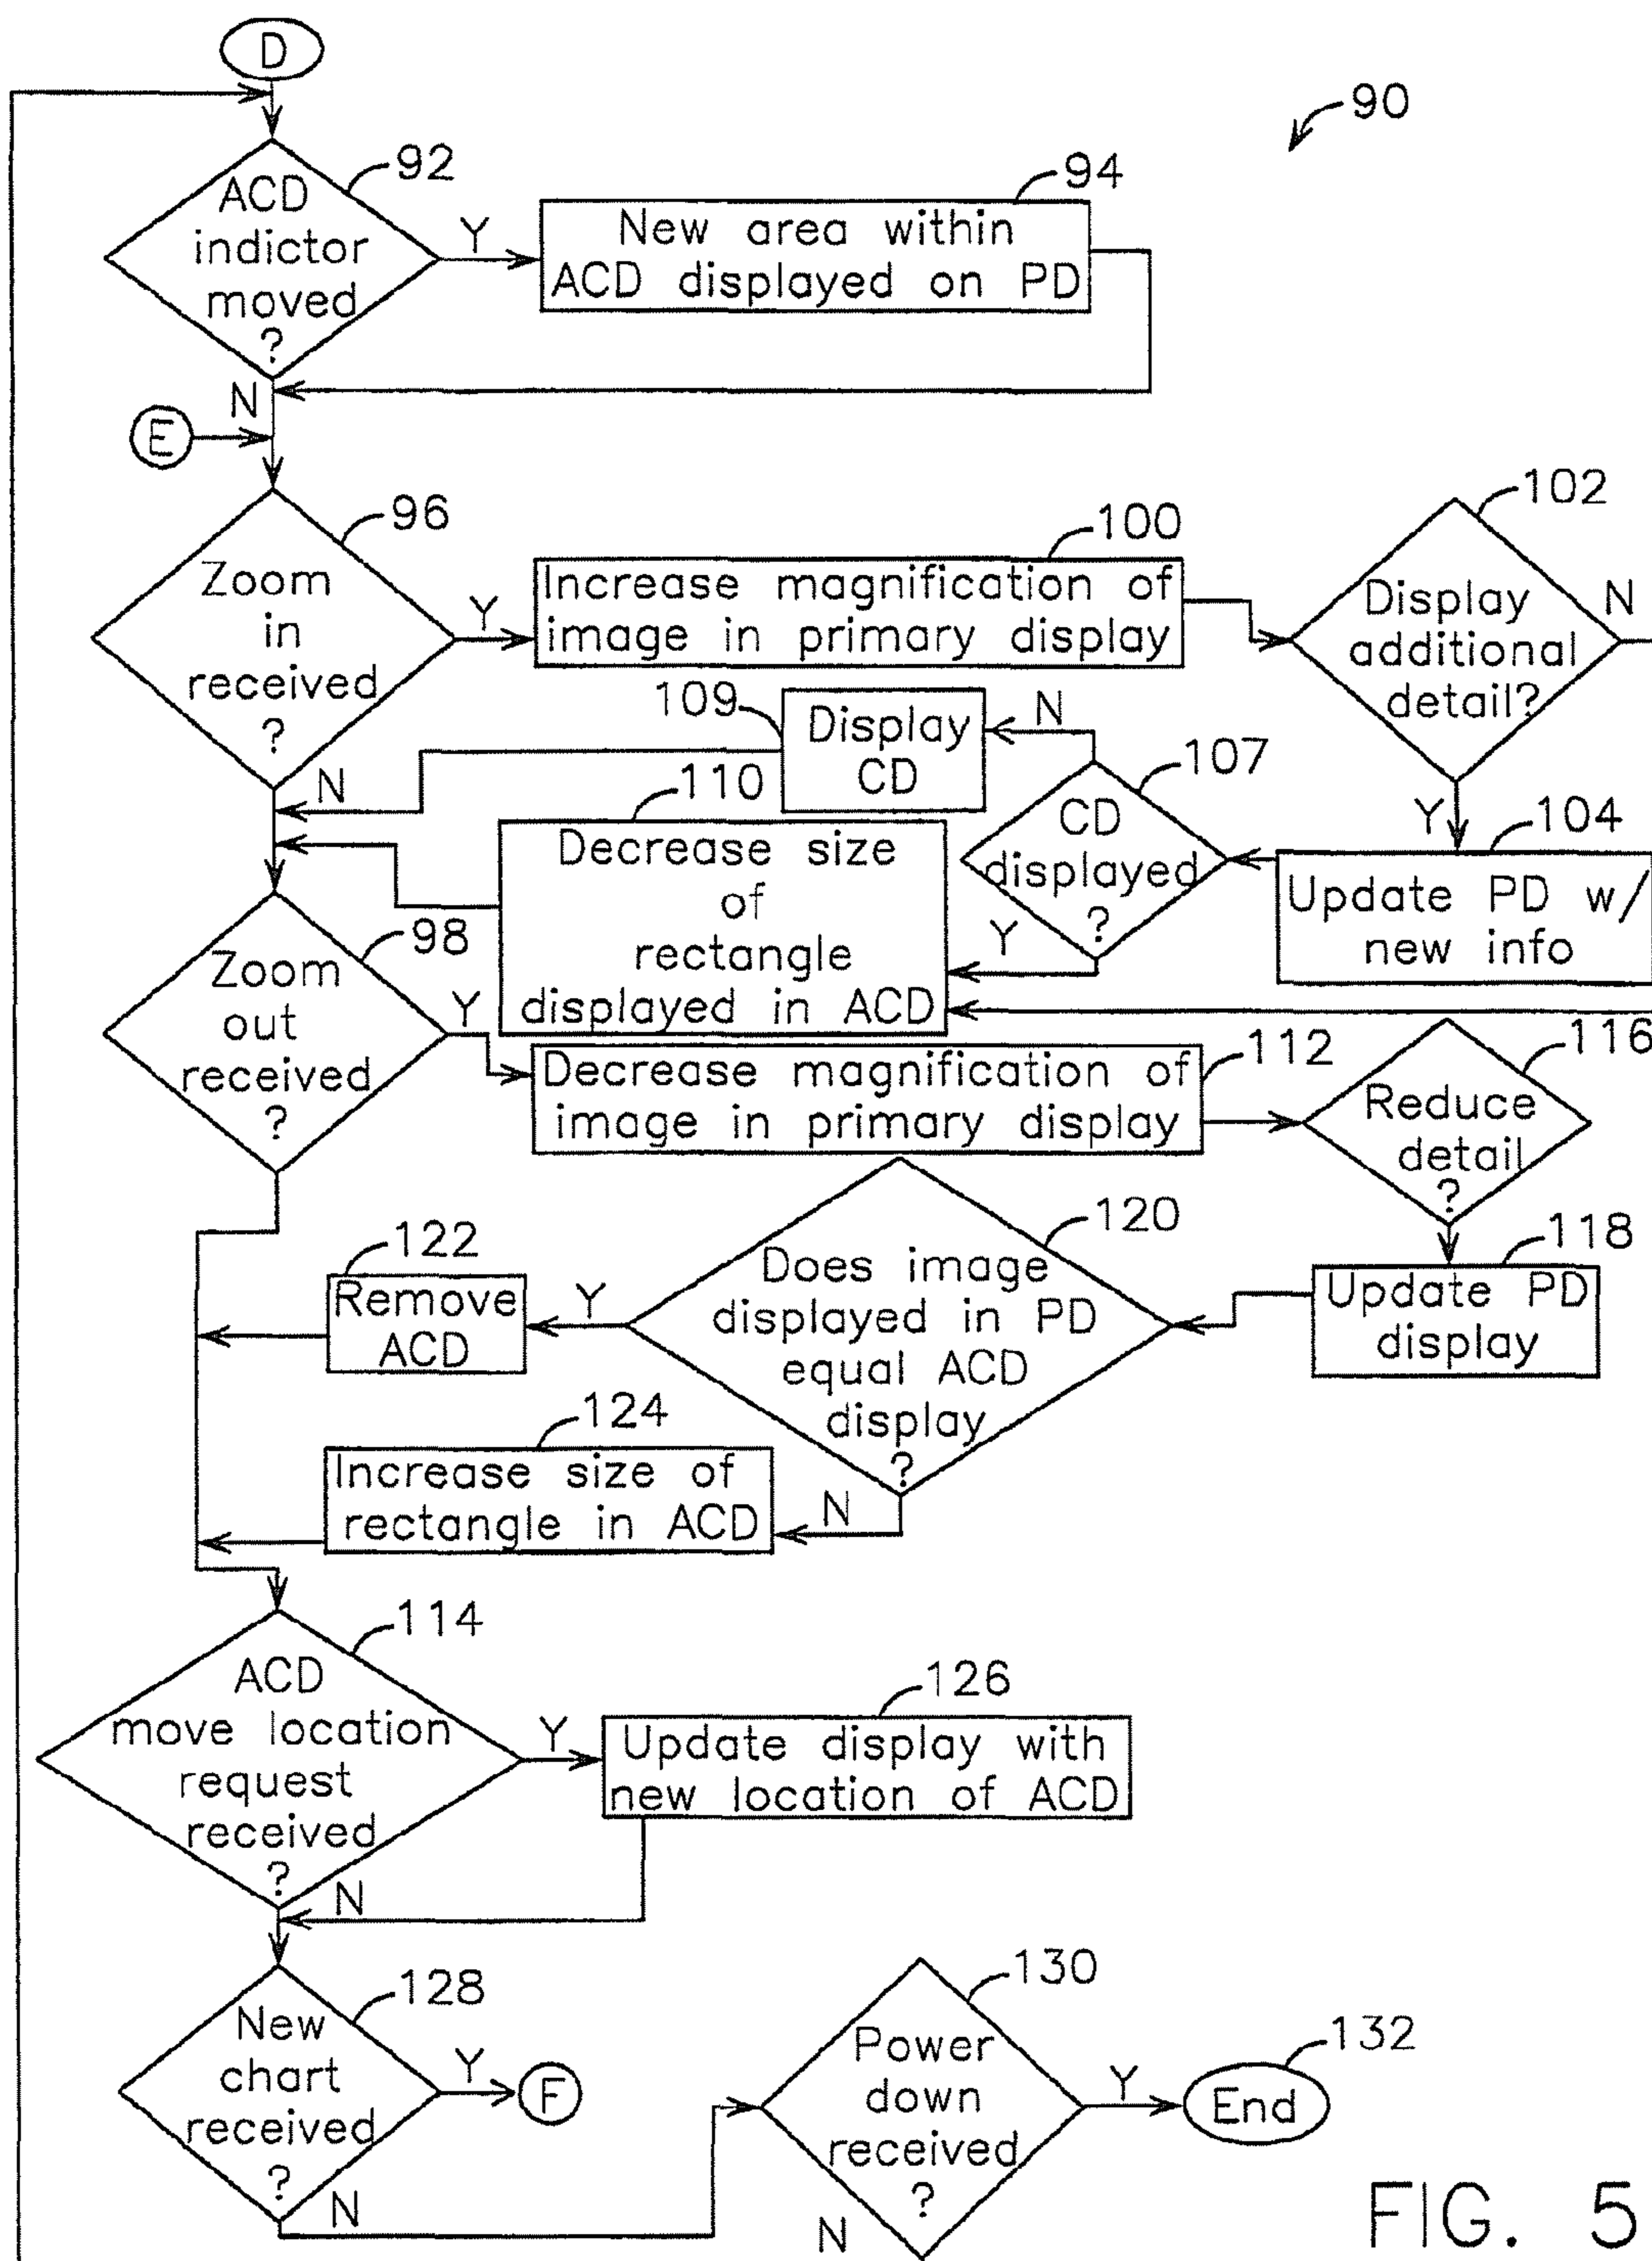 D
90
92
ACD
indictor
moved
?
Y
94
New area within
ACD displayed on PD
N
E
96
Zoom
in
received
?
Y
100
Increase magnification of
image in primary display
102
Display
additional
detail?
N
Y
104
Update PD w/
new info
107
CD
displayed
?
N
109
Display
CD
Y
110
Decrease size
of
rectangle
displayed in ACD
N
98
Zoom
out
received
?
Y
112
Decrease magnification of
image in primary display
116
Reduce
detail
?
118
Update PD
display
120
Does image
displayed in PD
equal ACD
display
?
Y
122
Remove
ACD
N
124
Increase size of
rectangle in ACD
114
ACD
move location
request
received
?
Y
126
Update display with
new location of ACD
N
128
New
chart
received
?
Y
F
N
130
Power
down
received
?
Y
132
End
N
FIG. 5